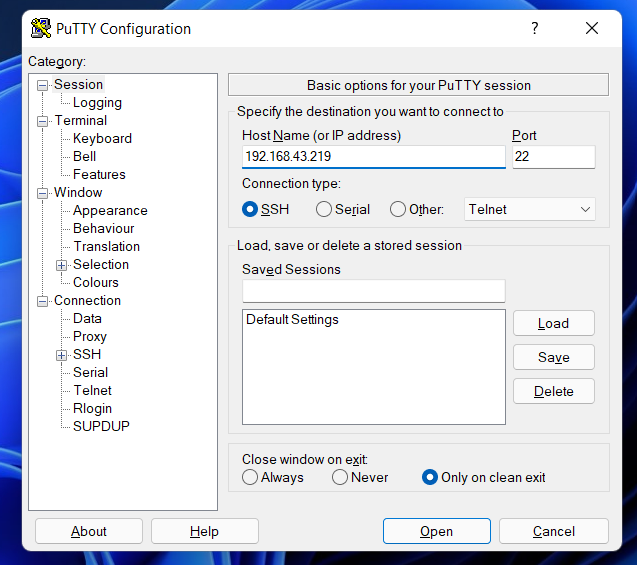 PuTTY Configuration
?
Category:
Session
Logging
Terminal
Keyboard
Bell
Features
Window
Appearance
Behaviour
Translation
Selection
Colours
Connection
Data
Proxy
SSH
Serial
Telnet
Rlogin
SUPDUP
Basic options for your PuTTY session
Specify the destination you want to connect to
Host Name (or IP address) Port
192.168.43.219 22
Connection type:
SSH Serial Other: Telnet
Load, save or delete a stored session
Saved Sessions
Default Settings
Load
Save
Delete
Close window on exit:
Always Never Only on clean exit
About Help Open Cancel